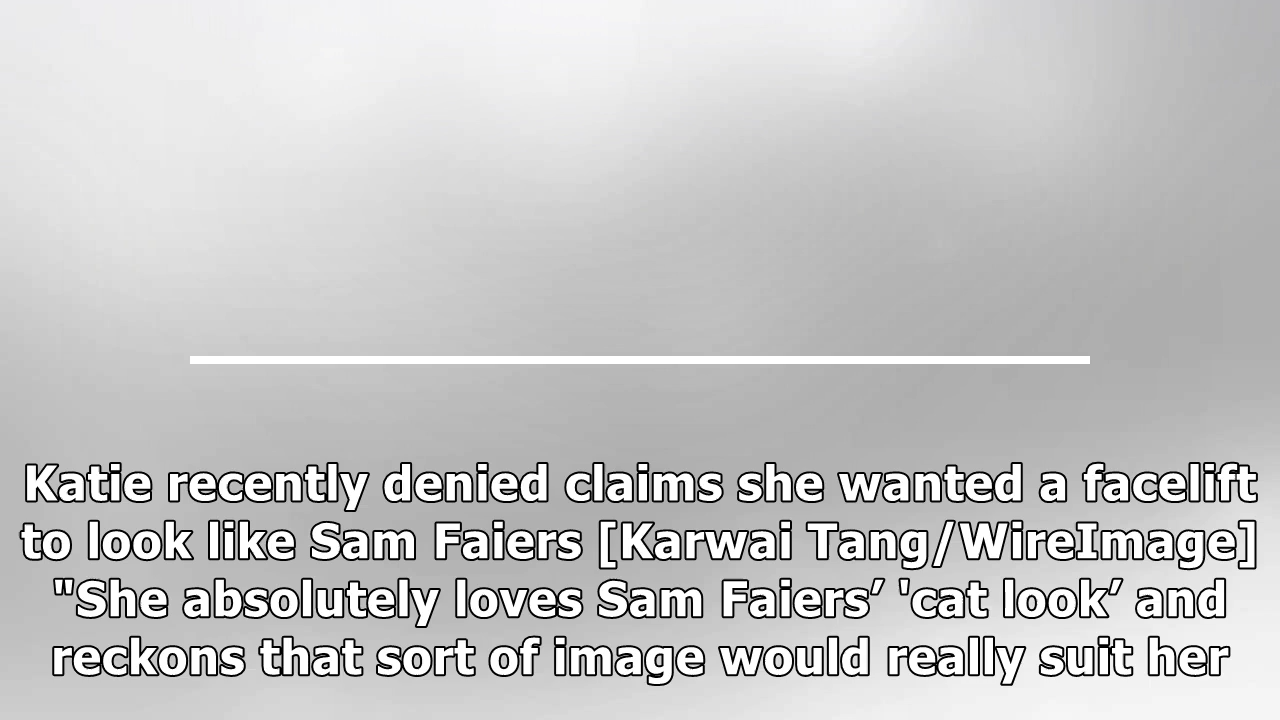 Katie recently denied claims she wanted a facelift
to look like Sam Faiers [Karwai Tang/WireImage]
"She absolutely loves Sam Faiers’ 'cat look’ and
reckons that sort of image would really suit her